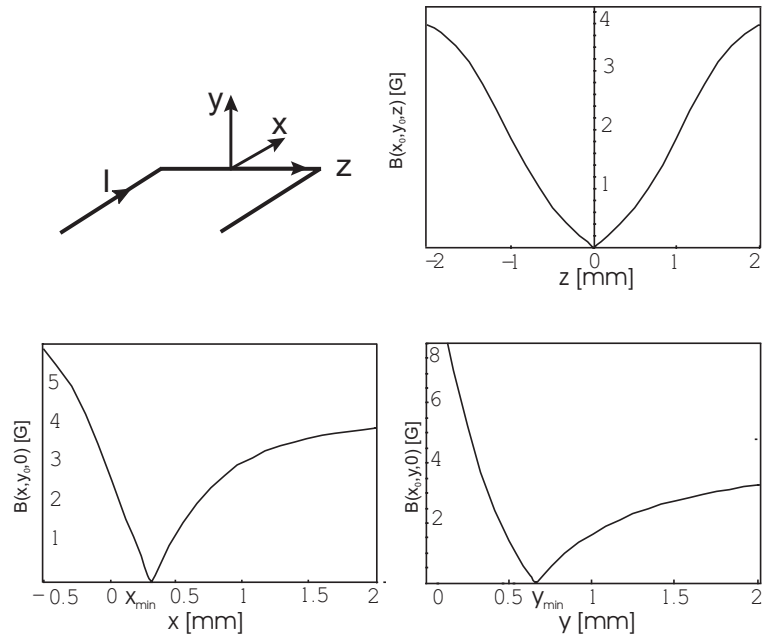 y
x
I
z
B(x₀,y₀,z) [G]
4
3
2
1
−2 −1 0 1 2
z [mm]
B(x,y₀,0) [G]
5
4
3
2
1
−0.5 0 xmin 0.5 1 1.5 2
x [mm]
B(x₀,y,0) [G]
8
6
4
2
0 0.5 ymin 1 1.5 2
y [mm]